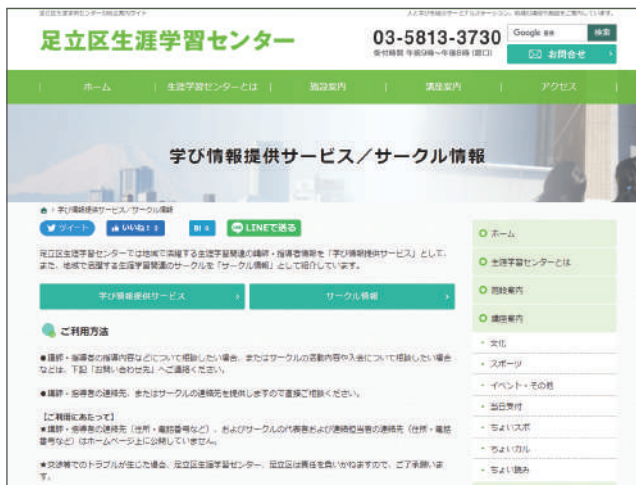 足立区生涯学習センターの総合案内サイト
足立区生涯学習センター
03-5813-3730
受付時間 午前9時~午後8時 (窓口)
Google
検索
お問合せ
ホーム
生涯学習センターとは
施設案内
講座案内
アクセス
学び情報提供サービス/サークル情報
学び情報提供サービス/サークル情報
ツイート
いいね! 0
B! 0
LINEで送る
足立区生涯学習センターでは地域で活躍する生涯学習関連の講師・指導者情報を「学び情報提供サービス」として、
また、地域で活躍する生涯学習関連のサークルを「サークル情報」として紹介しています。
学び情報提供サービス
サークル情報
ご利用方法
●講師・指導者の指導内容などについて相談したい場合、またはサークルの活動内容や入会について相談したい場合
などは、下記「お問い合わせ先」へご連絡ください。
●講師・指導者の連絡先、またはサークルの連絡先を提供しますので直接ご相談ください。
【ご利用にあたって】
★講師・指導者の連絡先(住所・電話番号など)、およびサークルの代表者および連絡担当者の連絡先(住所・電話
番号など)はホームページ上に公開していません。
★交渉等でのトラブルが生じた場合、足立区生涯学習センター、足立区は責任を負いかねますので、ご了承願いま
す。
ホーム
生涯学習センターとは
施設案内
講座案内
文化
スポーツ
イベント・その他
当日受付
ちょいスポ
ちょいカル
ちょい読み